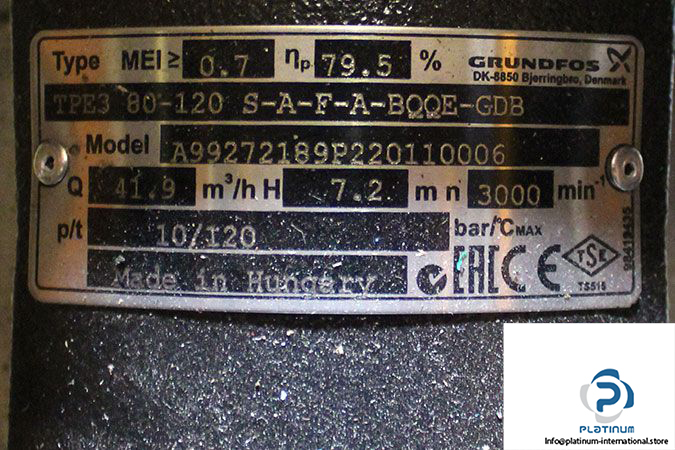 Type MEI ≥ 0.7 ηp 79.5 % GRUNDFOS
DK-8850 Bjerringbro, Denmark
TPE3 80-120 S-A-F-A-BQQE-GDB
Model A99272189P220110006
Q 41.9 m³/h H 7.2 m n 3000 min⁻¹
p/t 10/120 bar/°C MAX
Made in Hungary
EAC CE TSE
TS516
98419495
PLATINUM
Info@platinum-international.store